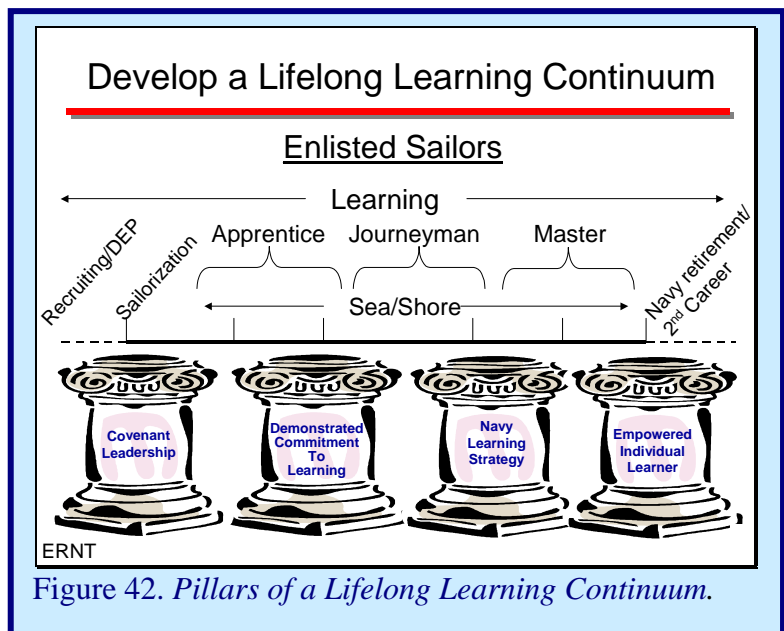 Develop a Lifelong Learning Continuum
Enlisted Sailors
Learning
Recruiting/DEP
Sailorization
Apprentice
Journeyman
Master
Navy retirement/
2nd Career
Sea/Shore
Covenant
Leadership
Demonstrated
Commitment
To
Learning
Navy
Learning
Strategy
Empowered
Individual
Learner
ERNT
Figure 42. Pillars of a Lifelong Learning Continuum.